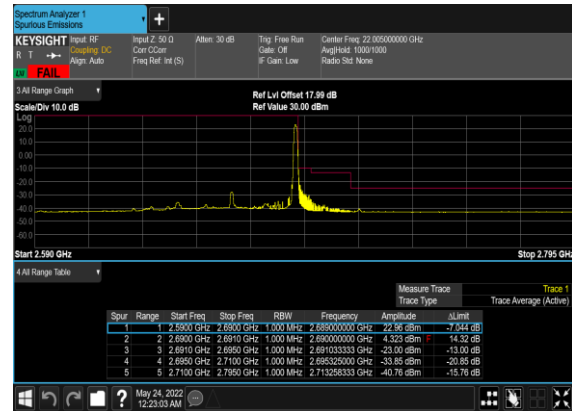 Spectrum Analyzer 1
Spurious Emissions
+
KEYSIGHT Input: RF Input Z: 50 Ω Atten: 30 dB Trig: Free Run Center Freq: 22.005000000 GHz
R T Coupling: DC Corr CCorr Gate: Off Avg|Hold: 1000/1000
Align: Auto Freq Ref: Int (S) IF Gain: Low Radio Std: None
FAIL
3 All Range Graph
Ref Lvl Offset 17.99 dB
Scale/Div 10.0 dB Ref Value 30.00 dBm
Log
20.0
10.0
0.00
-10.0
-20.0
-30.0
-40.0
-50.0
-60.0
Start 2.590 GHz Stop 2.795 GHz
4 All Range Table
Measure Trace Trace 1
Trace Type Trace Average (Active)
Spur Range Start Freq Stop Freq RBW Frequency Amplitude ΔLimit
1 1 2.5900 GHz 2.6900 GHz 1.000 MHz 2.689000000 GHz 22.96 dBm -7.044 dB
2 2 2.6900 GHz 2.6910 GHz 1.000 MHz 2.690000000 GHz 4.323 dBm F 14.32 dB
3 3 2.6910 GHz 2.6950 GHz 1.000 MHz 2.691033333 GHz -23.00 dBm -13.00 dB
4 4 2.6950 GHz 2.7100 GHz 1.000 MHz 2.695325000 GHz -33.85 dBm -20.85 dB
5 5 2.7100 GHz 2.7950 GHz 1.000 MHz 2.713258333 GHz -40.76 dBm -15.76 dB
? May 24, 2022
12:23:03 AM